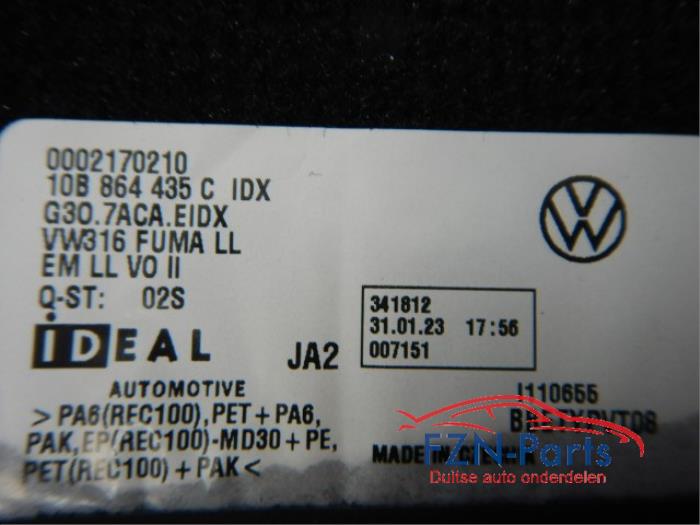 0002170210
10B 864 435 C IDX
G30.7ACA.EIDX
VW316 FUMA LL
EM LL VO II
Q-ST: 02S
IDEAL JA2
AUTOMOTIVE
341812
31.01.23 17:56
007151
>PA6(REC100),PET+PA6,
PAK,EP(REC100)-MD30+PE,
PET(REC100)+PAK<
I110655
MADE IN
FZN-Parts
Duitse auto onderdelen